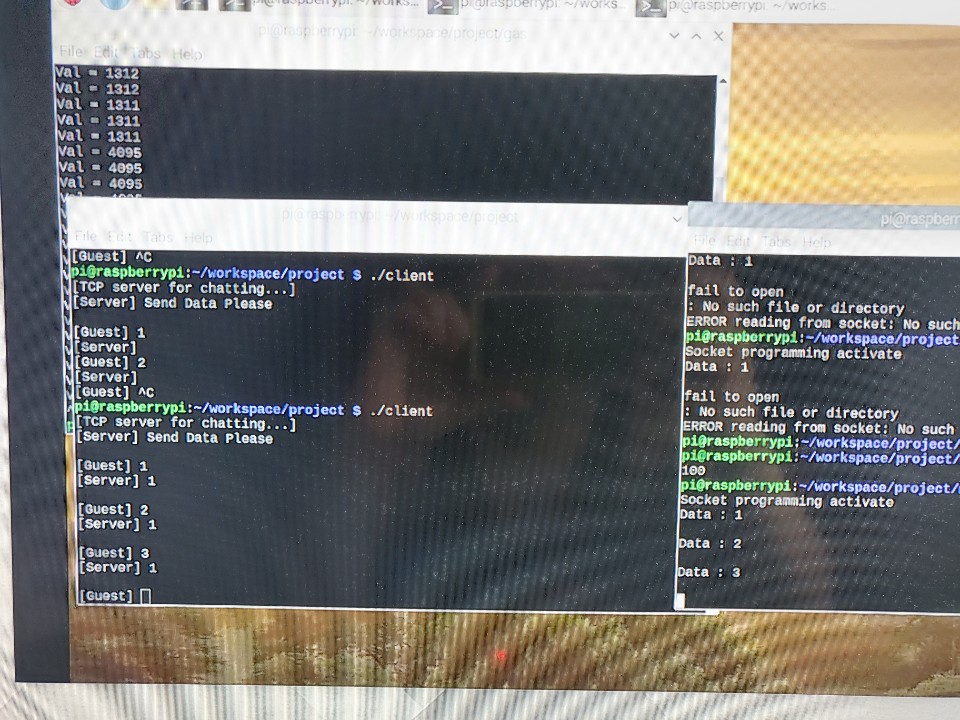 pi@raspberrypi: ~/works...
pi@raspberrypi: ~/works...
pi@raspberrypi: ~/works...
pi@raspberrypi: ~/workspace/project/gas
File Edit Tabs Help
Val = 1312
Val = 1312
Val = 1311
Val = 1311
Val = 1311
Val = 4095
Val = 4095
Val = 4095
pi@raspberrypi: ~/workspace/project
File Edit Tabs Help
[Guest] ^C
pi@raspberrypi:~/workspace/project $ ./client
[TCP server for chatting...]
[Server] Send Data Please
[Guest] 1
[Server]
[Guest] 2
[Server]
[Guest] ^C
pi@raspberrypi:~/workspace/project $ ./client
[TCP server for chatting...]
[Server] Send Data Please
[Guest] 1
[Server] 1
[Guest] 2
[Server] 1
[Guest] 3
[Server] 1
[Guest]
pi@raspberr
File Edit Tabs Help
Data : 1
fail to open
: No such file or directory
ERROR reading from socket: No such
pi@raspberrypi:~/workspace/project
Socket programming activate
Data : 1
fail to open
: No such file or directory
ERROR reading from socket: No such
pi@raspberrypi:~/workspace/project/
pi@raspberrypi:~/workspace/project/
100
pi@raspberrypi:~/workspace/project/
Socket programming activate
Data : 1
Data : 2
Data : 3